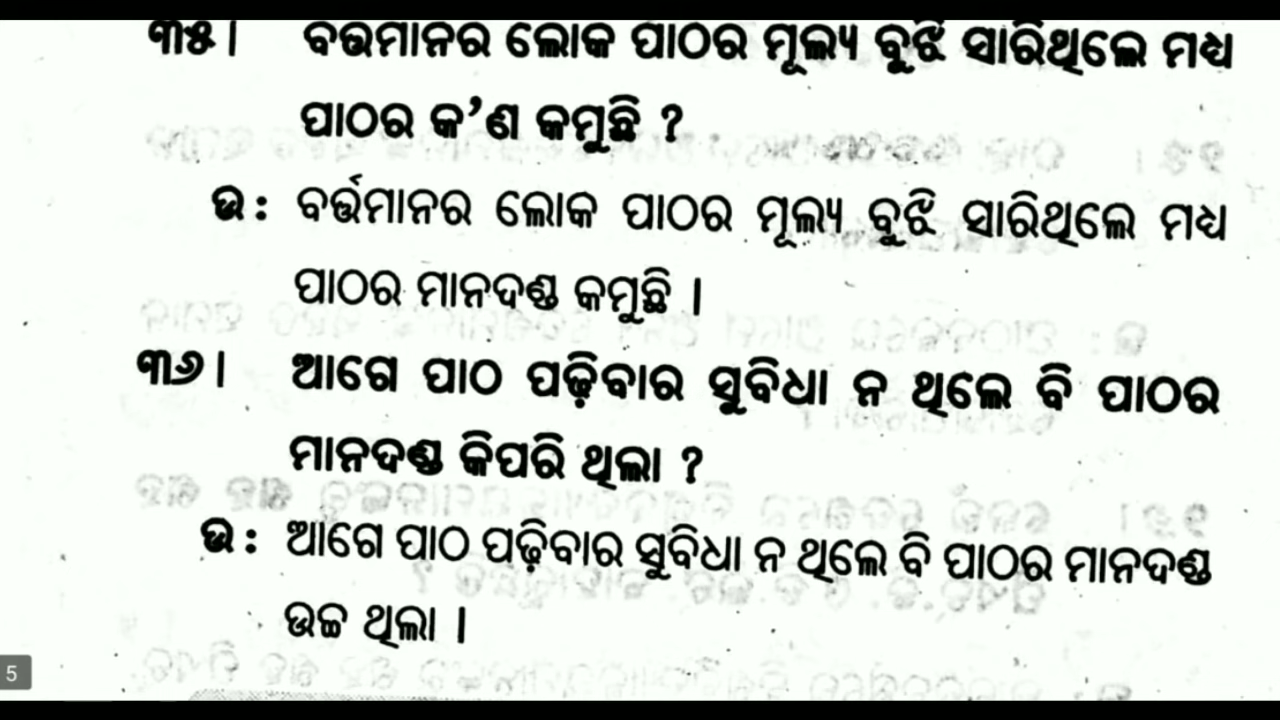 ୩୫। ବର୍ତ୍ତମାନର ଲୋକ ପାଠର ମୂଲ୍ୟ ବୁଝି ସାରିଥିଲେ ମଧ୍ୟ
ପାଠର କ'ଣ କମୁଛି ?
ଉ: ବର୍ତ୍ତମାନର ଲୋକ ପାଠର ମୂଲ୍ୟ ବୁଝି ସାରିଥିଲେ ମଧ୍ୟ
ପାଠର ମାନଦଣ୍ଡ କମୁଛି ।
୩୬। ଆଗେ ପାଠ ପଢ଼ିବାର ସୁବିଧା ନ ଥିଲେ ବି ପାଠର
ମାନଦଣ୍ଡ କିପରି ଥିଲା ?
ଉ: ଆଗେ ପାଠ ପଢ଼ିବାର ସୁବିଧା ନ ଥିଲେ ବି ପାଠର ମାନଦଣ୍ଡ
ଉଚ୍ଚ ଥିଲା ।
5